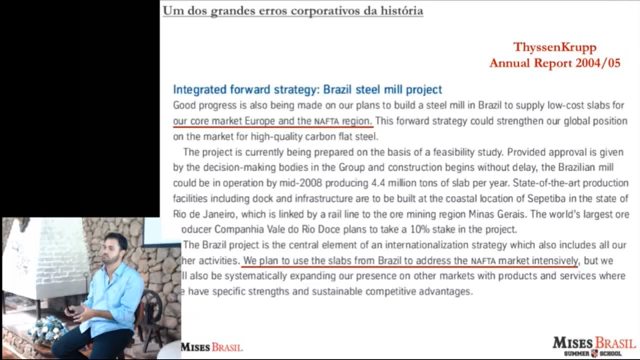 Um dos grandes erros corporativos da história
ThyssenKrupp
Annual Report 2004/05
Integrated forward strategy: Brazil steel mill project
Good progress is also being made on our plans to build a steel mill in Brazil to supply low-cost slabs for
our core market Europe and the NAFTA region. This forward strategy could strengthen our global position
on the market for high-quality carbon flat steel.
The project is currently being prepared on the basis of a feasibility study. Provided approval is given
by the decision-making bodies in the Group and construction begins without delay, the Brazilian mill
could be in operation by mid-2008 producing 4.4 million tons of slab per year. State-of-the-art production
facilities including dock and infrastructure are to be built at the coastal location of Sepetiba in the state of
Rio de Janeiro, which is linked by a rail line to the ore mining region Minas Gerais. The world's largest ore
oducer Companhia Vale do Rio Doce plans to take a 10% stake in the project.
The Brazil project is the central element of an internationalization strategy which also includes all our
her activities. We plan to use the slabs from Brazil to address the NAFTA market intensively, but we
ll also be systematically expanding our presence on other markets with products and services where
e have specific strengths and sustainable competitive advantages.
MISES BRASIL
MISES BRASIL
SUMMER SCHOOL